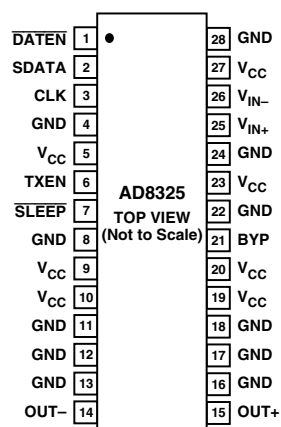 DATEN 1 28 GND
SDATA 2 27 VCC
CLK 3 26 VIN–
GND 4 25 VIN+
VCC 5 24 GND
TXEN 6 23 VCC
SLEEP 7 22 GND
GND 8 21 BYP
VCC 9 20 VCC
VCC 10 19 VCC
GND 11 18 GND
GND 12 17 GND
GND 13 16 GND
OUT– 14 15 OUT+
AD8325
TOP VIEW
(Not to Scale)